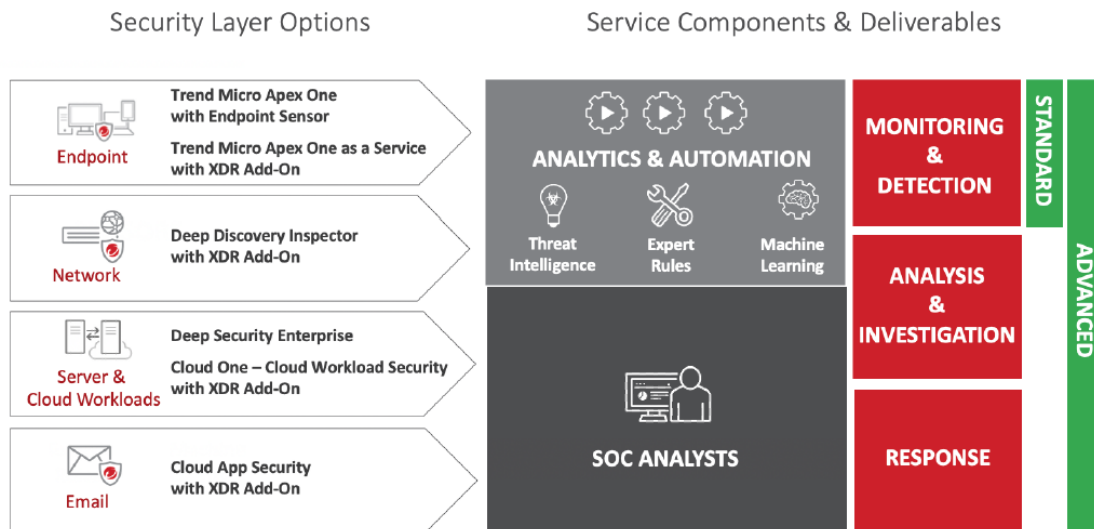 Security Layer Options
Service Components & Deliverables
Endpoint
Trend Micro Apex One
with Endpoint Sensor
Trend Micro Apex One as a Service
with XDR Add-On
Network
Deep Discovery Inspector
with XDR Add-On
Server &
Cloud Workloads
Deep Security Enterprise
Cloud One – Cloud Workload Security
with XDR Add-On
Email
Cloud App Security
with XDR Add-On
ANALYTICS & AUTOMATION
Threat
Intelligence
Expert
Rules
Machine
Learning
SOC ANALYSTS
MONITORING
&
DETECTION
ANALYSIS
&
INVESTIGATION
RESPONSE
STANDARD
ADVANCED